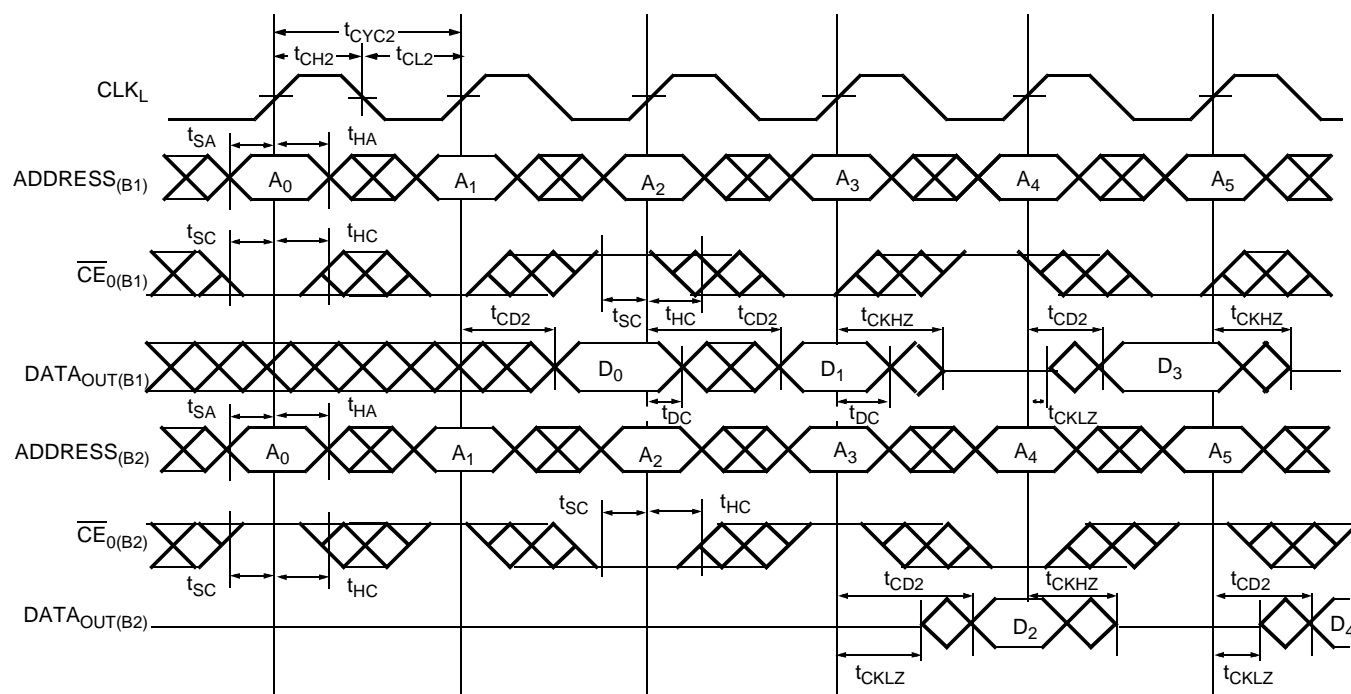 tCYC2
tCH2 tCL2
CLKL
tSA tHA
ADDRESS(B1) A0 A1 A2 A3 A4 A5
tSC tHC
CE0(B1)
tSC tHC
tCD2 tCD2 tCKHZ tCD2 tCKHZ
DATAOUT(B1) D0 D1 D3
tSA tHA tDC tDC tCKLZ
ADDRESS(B2) A0 A1 A2 A3 A4 A5
tSC tHC
CE0(B2)
tSC tHC tCD2 tCKHZ tCD2
DATAOUT(B2) D2 D4
tCKLZ tCKLZ